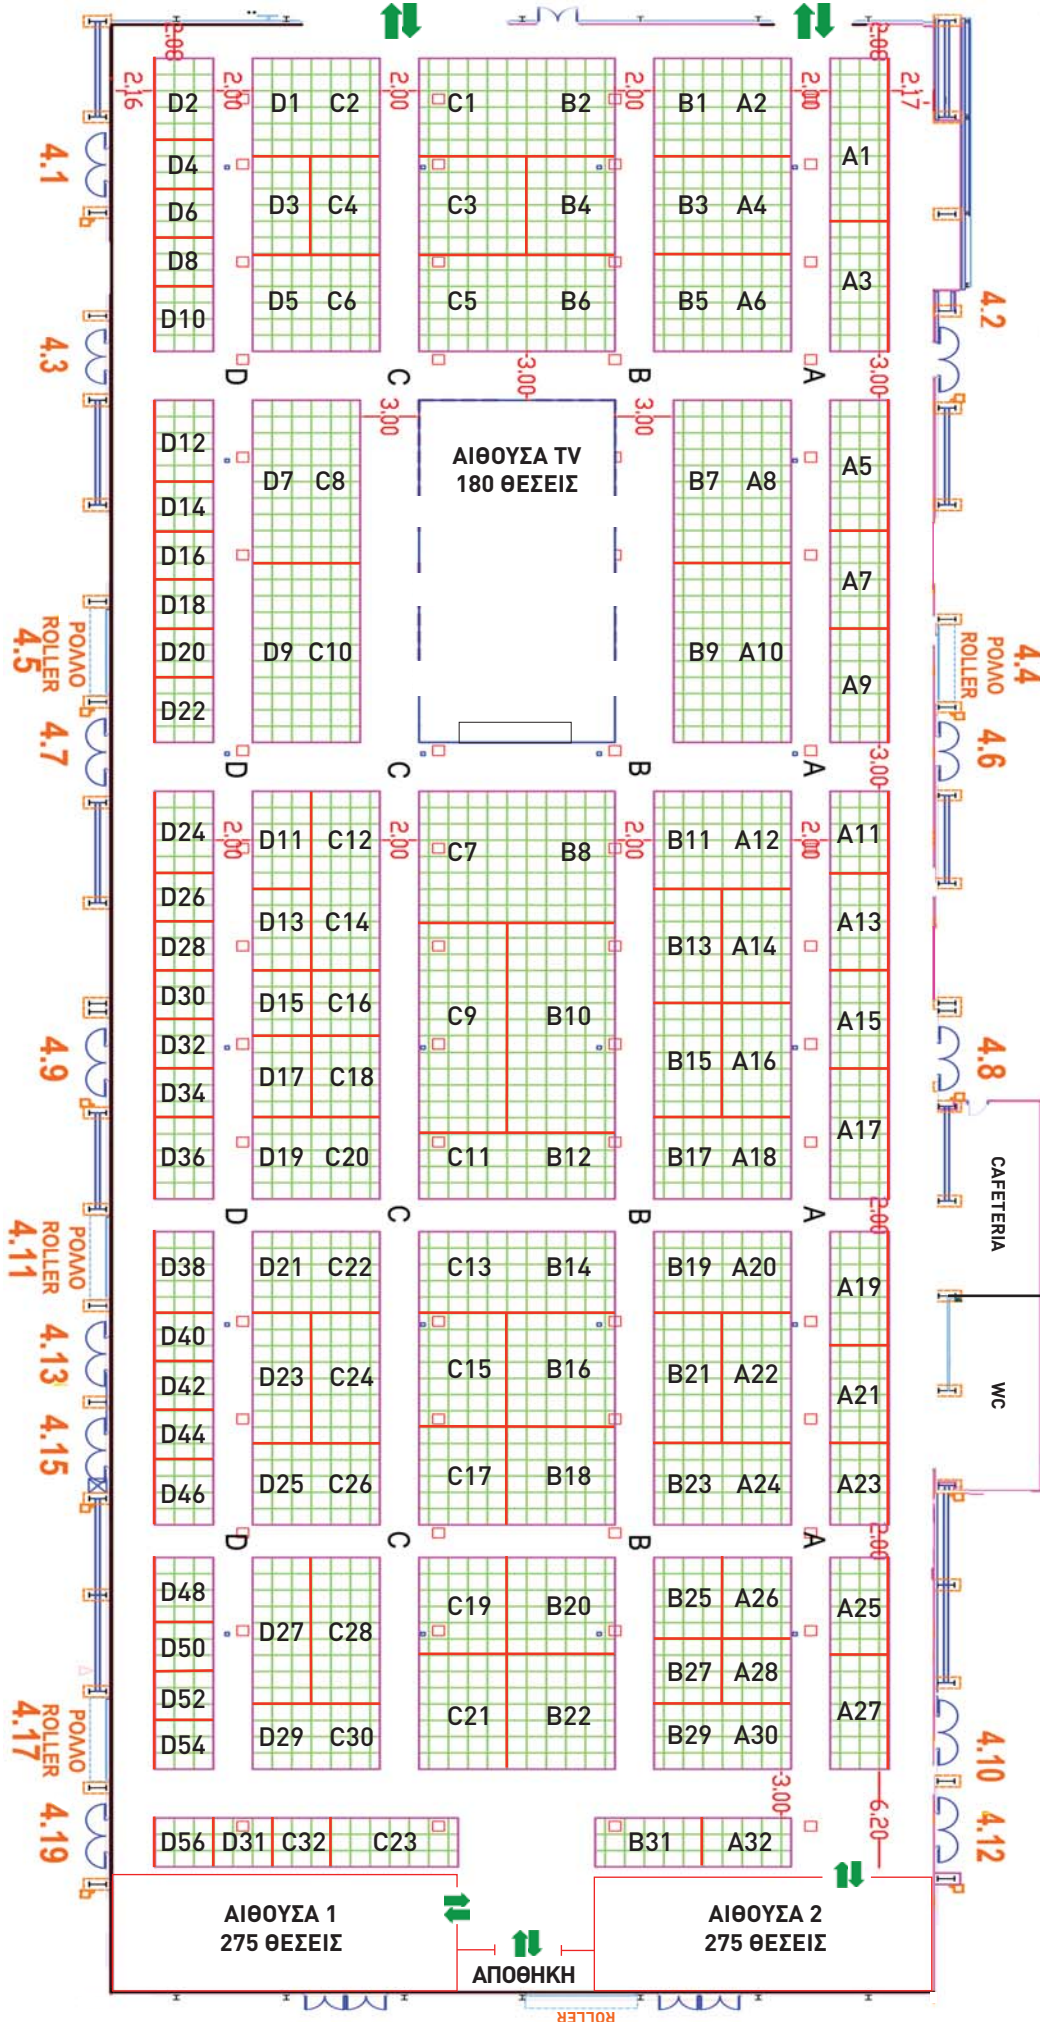 2.08
2.08
2.16
2.00
2.00
2.00
2.00
2.17
D2
D1 C2
C1 B2
B1 A2
A1
4.1
D4
D6
D3 C4
C3 B4
B3 A4
D8
A3
D10
D5 C6
C5 B6
B5 A6
4.2
4.3
D
C
3.00
B
A
3.00
3.00
3.00
D12
ΑΙΘΟΥΣΑ TV
180 ΘΕΣΕΙΣ
A5
D7 C8
B7 A8
D14
D16
A7
D18
ΡΟΛΛΟ
ROLLER
4.5
D20
D9 C10
B9 A10
4.4
ΡΟΛΛΟ
ROLLER
A9
D22
4.7
4.6
D
C
B
A
3.00
D24
2.00
D11 C12
2.00
C7 B8
2.00
B11 A12
2.00
A11
D26
D13 C14
A13
D28
B13 A14
D30
D15 C16
C9 B10
A15
D32
4.9
4.8
D34
D17 C18
B15 A16
A17
D36
D19 C20
C11 B12
B17 A18
CAFETERIA
D
C
B
A
2.00
ΡΟΛΛΟ
ROLLER
4.11
D38
D21 C22
C13 B14
B19 A20
A19
D40
4.13
D42
D23 C24
C15 B16
B21 A22
A21
WC
D44
4.15
D46
D25 C26
C17 B18
B23 A24
A23
D
C
B
A
2.00
D48
C19 B20
B25 A26
A25
D50
D27 C28
D52
B27 A28
A27
ΡΟΛΛΟ
ROLLER
4.17
D54
D29 C30
C21 B22
B29 A30
4.10
3.00
6.20
4.19
D56 D31 C32 C23
B31 A32
4.12
ΑΙΘΟΥΣΑ 1
275 ΘΕΣΕΙΣ
ΑΙΘΟΥΣΑ 2
275 ΘΕΣΕΙΣ
ΑΠΟΘΗΚΗ
ROLLER